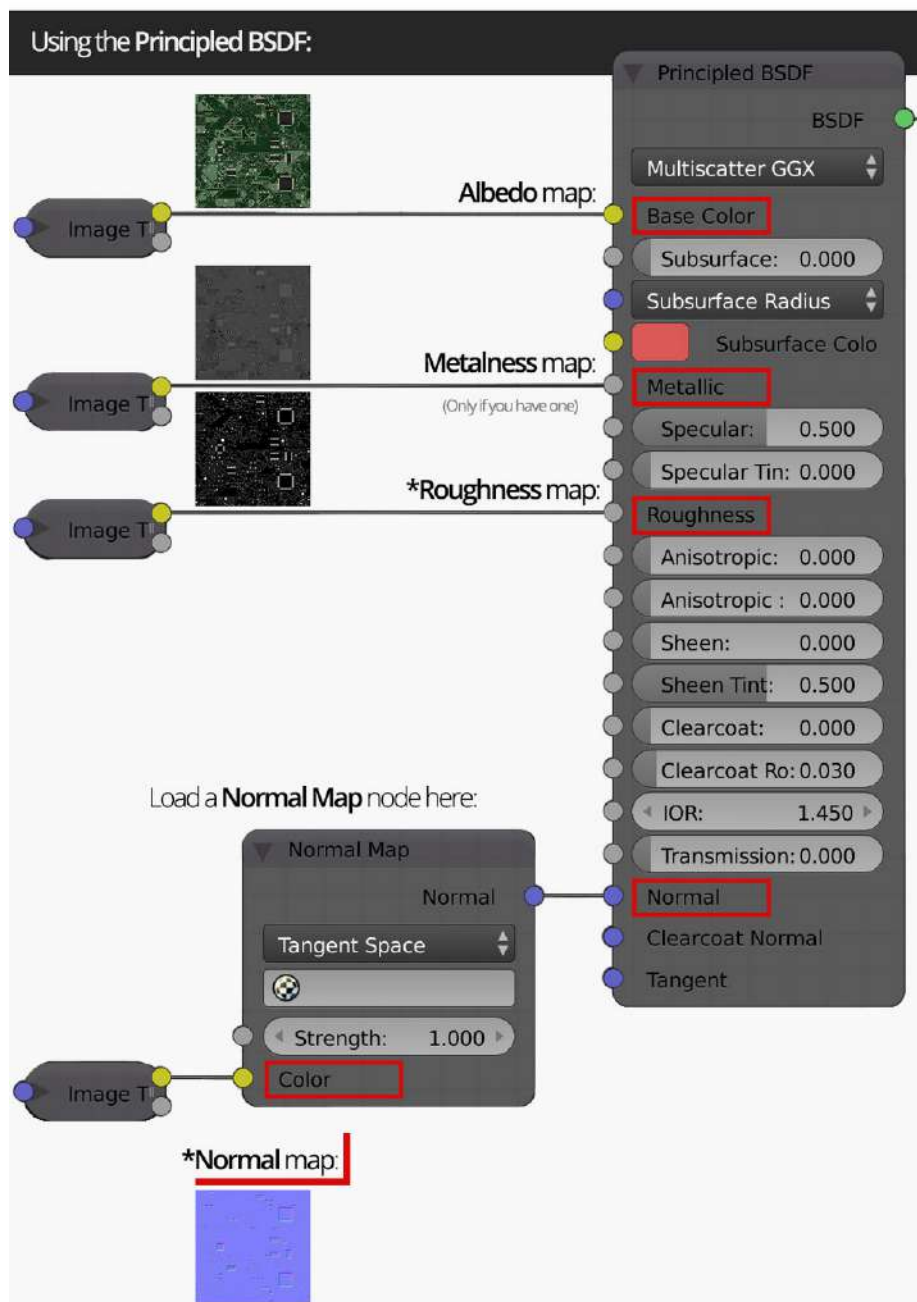 Using the Principled BSDF:
Principled BSDF
BSDF
Multiscatter GGX
Albedo map:
Base Color
Image T
Subsurface: 0.000
Subsurface Radius
Subsurface Colo
Metalness map:
Metallic
(Only if you have one)
Image T
Specular: 0.500
Specular Tin: 0.000
*Roughness map:
Roughness
Image T
Anisotropic: 0.000
Anisotropic : 0.000
Sheen: 0.000
Sheen Tint: 0.500
Clearcoat: 0.000
Clearcoat Ro: 0.030
IOR: 1.450
Transmission: 0.000
Normal
Clearcoat Normal
Tangent
Load a Normal Map node here:
Normal Map
Normal
Tangent Space
Strength: 1.000
Color
Image T
*Normal map: